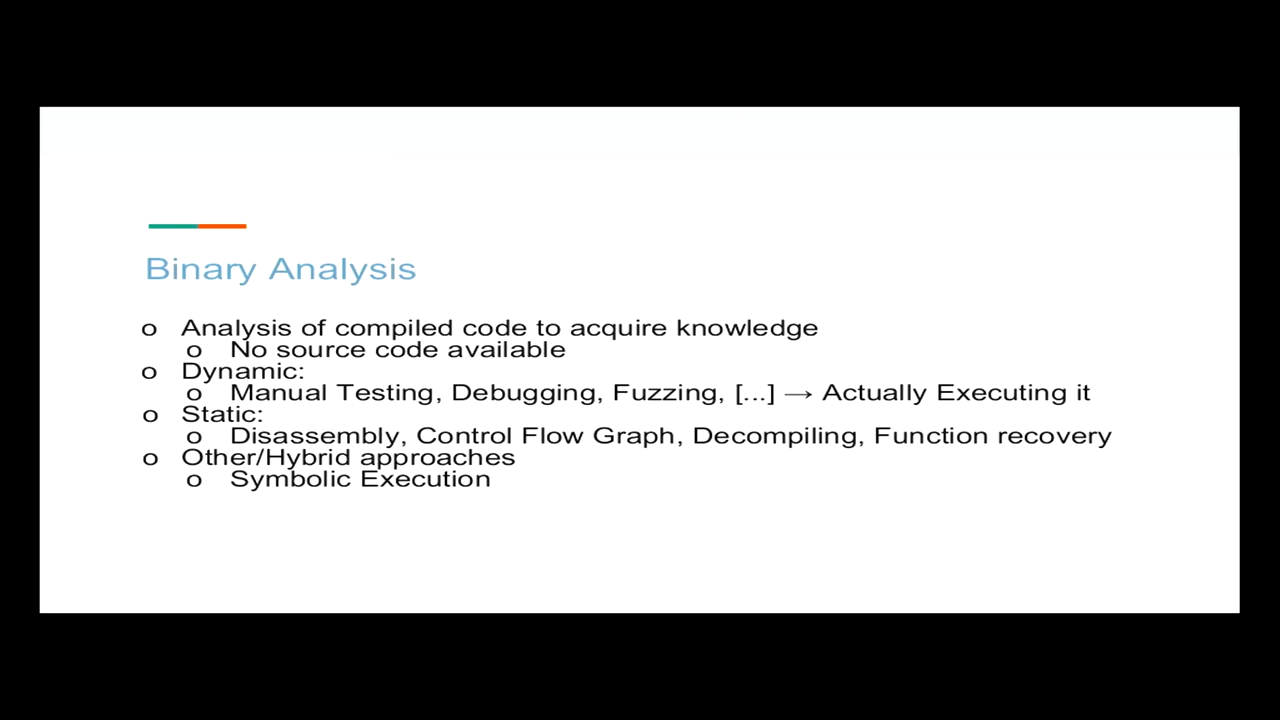 Binary Analysis
o Analysis of compiled code to acquire knowledge
o No source code available
o Dynamic:
o Manual Testing, Debugging, Fuzzing, [...] → Actually Executing it
o Static:
o Disassembly, Control Flow Graph, Decompiling, Function recovery
o Other/Hybrid approaches
o Symbolic Execution